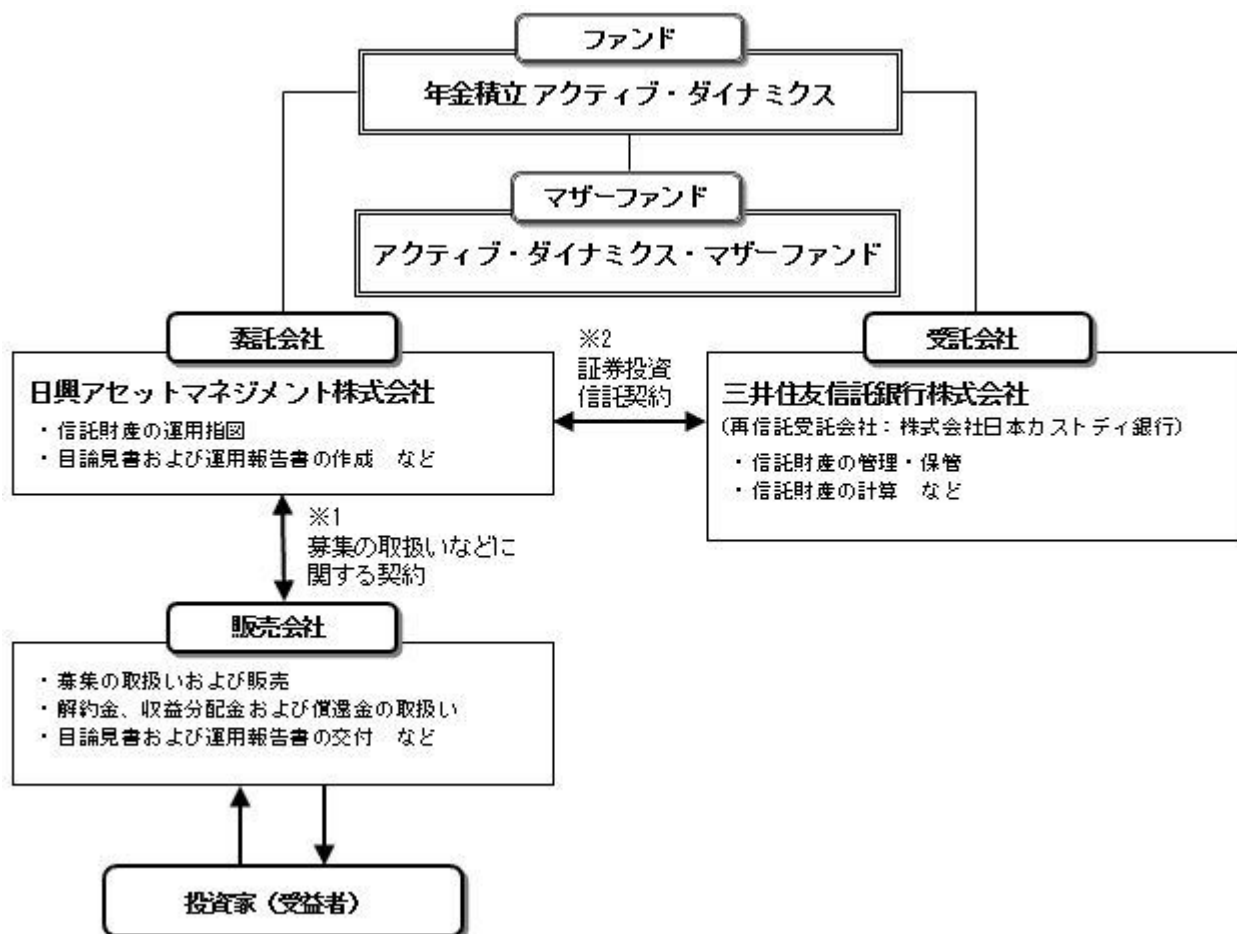 ファンド
年金積立 アクティブ・ダイナミクス
マザーファンド
アクティブ・ダイナミクス・マザーファンド
委託会社
日興アセットマネジメント株式会社
・信託財産の運用指図
・目論見書および運用報告書の作成 など
※2
証券投資
信託契約
受託会社
三井住友信託銀行株式会社
(再信託受託会社:株式会社日本カストディ銀行)
・信託財産の管理・保管
・信託財産の計算 など
※1
募集の取扱いなどに
関する契約
販売会社
・募集の取扱いおよび販売
・解約金、収益分配金および償還金の取扱い
・目論見書および運用報告書の交付 など
投資家(受益者)